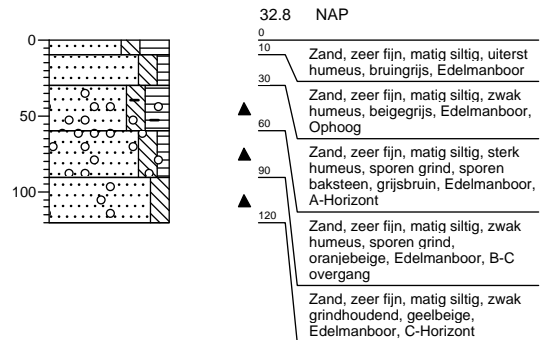 32.8 NAP
0
0
10
Zand, zeer fijn, matig siltig, uiterst
humeus, bruingrijs, Edelmanboor
30
Zand, zeer fijn, matig siltig, zwak
humeus, beigegrijs, Edelmanboor,
Ophoog
50
60
Zand, zeer fijn, matig siltig, sterk
humeus, sporen grind, sporen
baksteen, grijsbruin, Edelmanboor,
A-Horizont
90
100
120
Zand, zeer fijn, matig siltig, zwak
humeus, sporen grind,
oranjebeige, Edelmanboor, B-C
overgang
Zand, zeer fijn, matig siltig, zwak
grindhoudend, geelbeige,
Edelmanboor, C-Horizont